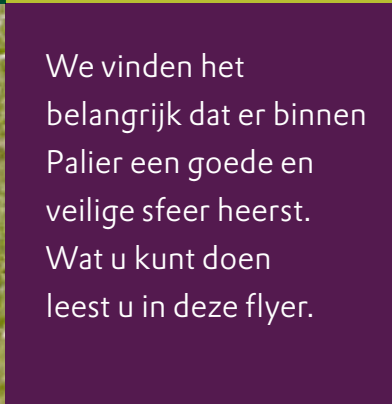 We vinden het
belangrijk dat er binnen
Palier een goede en
veilige sfeer heerst.
Wat u kunt doen
leest u in deze flyer.